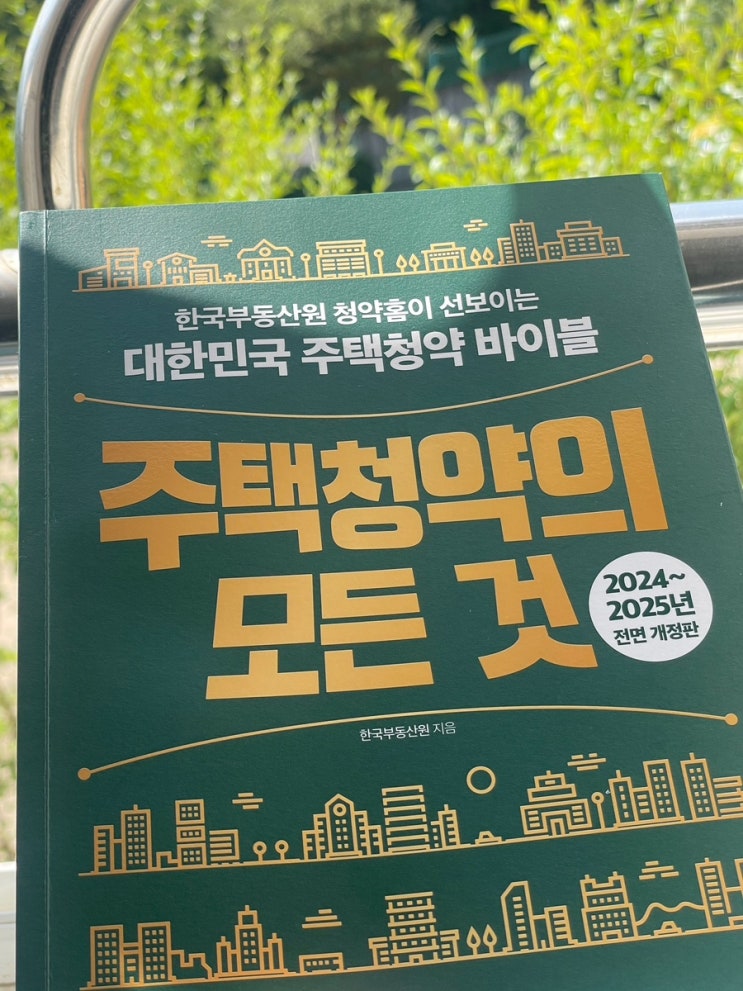 한국부동산원 청약홈이 선보이는
대한민국 주택청약 바이블
주택청약의
모든 것
2024~
2025년
전면 개정판
한국부동산원 지음